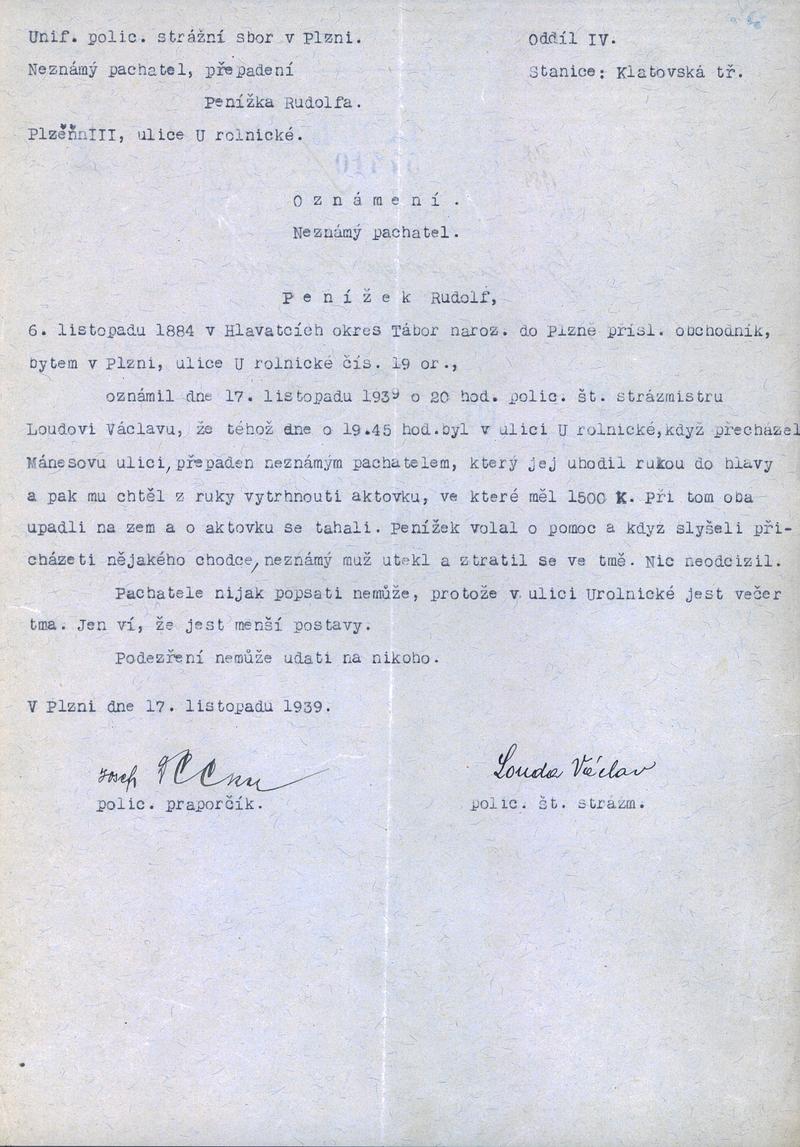 Unif. polic. strážní sbor v Plzni.
Oddíl IV.
Neznámý pachatel, přepadení
Stanice: Klatovská tř.
Penížka Rudolfa.
III, ulice U rolnické.
Oznámení.
Neznámý pachatel.
Penížek Rudolf,
6. listopadu 1884 v Hlavatcích okres Tábor naroz. do Plzně přísl. obchodník,
bytem v Plzni, ulice U rolnické čís. 19 or.,
oznámil dne 17. listopadu 1939 o 20 hod. polic. št. strázmistru
Loudovi Václavu, že téhož dne o 19.45 hod.byl v ulici U rolnické,když přecházel
Mánesovu ulici, přepaden neznámým pachatelem, který jej uhodil rukou do hlavy
a pak mu chtěl z ruky vytrhnouti aktovku, ve které měl 1500 K. Při tom oba
upadli na zem a o aktovku se tahali. Penížek volal o pomoc a když slyšeli při-
cházeti nějakého chodce, neznámý muž utekl a ztratil se ve tmě. Nic neodcizil.
Pachatele nijak popsati nemůže, protože v ulici Urolnické jest večer
tma. Jen ví, že jest menší postavy.
Podezření nemůže udati na nikoho.
V Plzni dne 17. listopadu 1939.
Josef
Louda Václav
polic. praporčík.
polic. št. strázm.